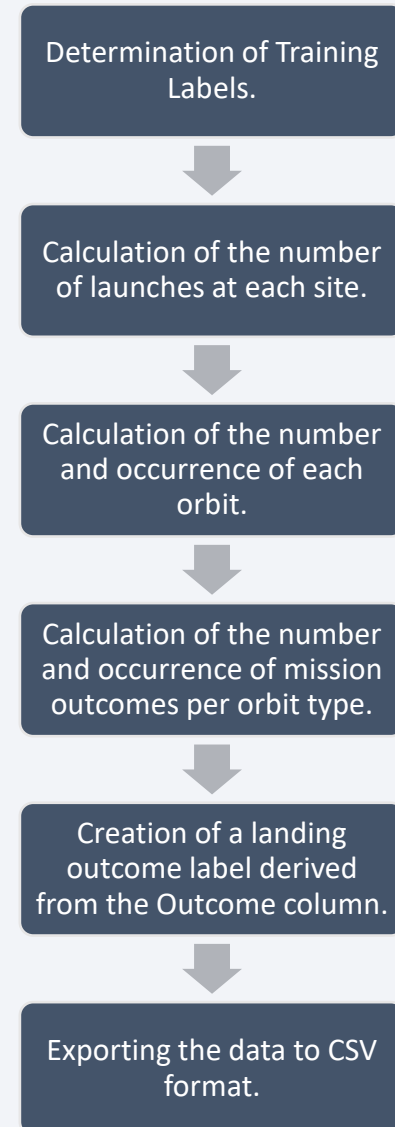 Determination of Training
Labels.
Calculation of the number
of launches at each site.
Calculation of the number
and occurrence of each
orbit.
Calculation of the number
and occurrence of mission
outcomes per orbit type.
Creation of a landing
outcome label derived
from the Outcome column.
Exporting the data to CSV
format.